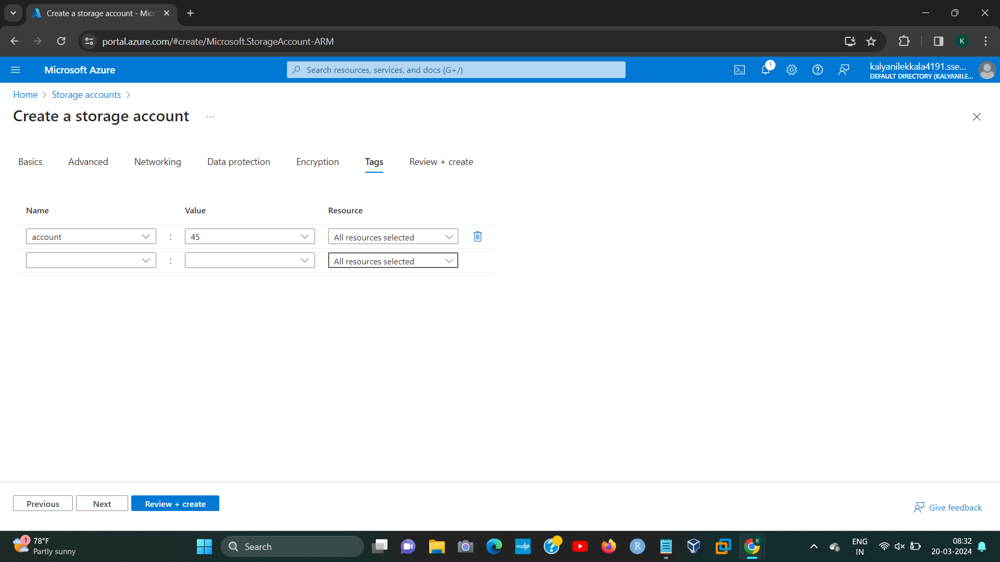 Create a storage account - Mic
portal.azure.com/#create/Microsoft.StorageAccount-ARM
K
Microsoft Azure
Search resources, services, and docs (G+/)
1
kalyanilekkala4191.sse...
DEFAULT DIRECTORY (KALYANILE...
Home > Storage accounts >
Create a storage account ...
Basics
Advanced
Networking
Data protection
Encryption
Tags
Review + create
Name
Value
Resource
account
:
45
All resources selected
:
All resources selected
Previous
Next
Review + create
Give feedback
1
78°F
Partly sunny
Search
myhp
R
K
ENG
IN
08:32
20-03-2024